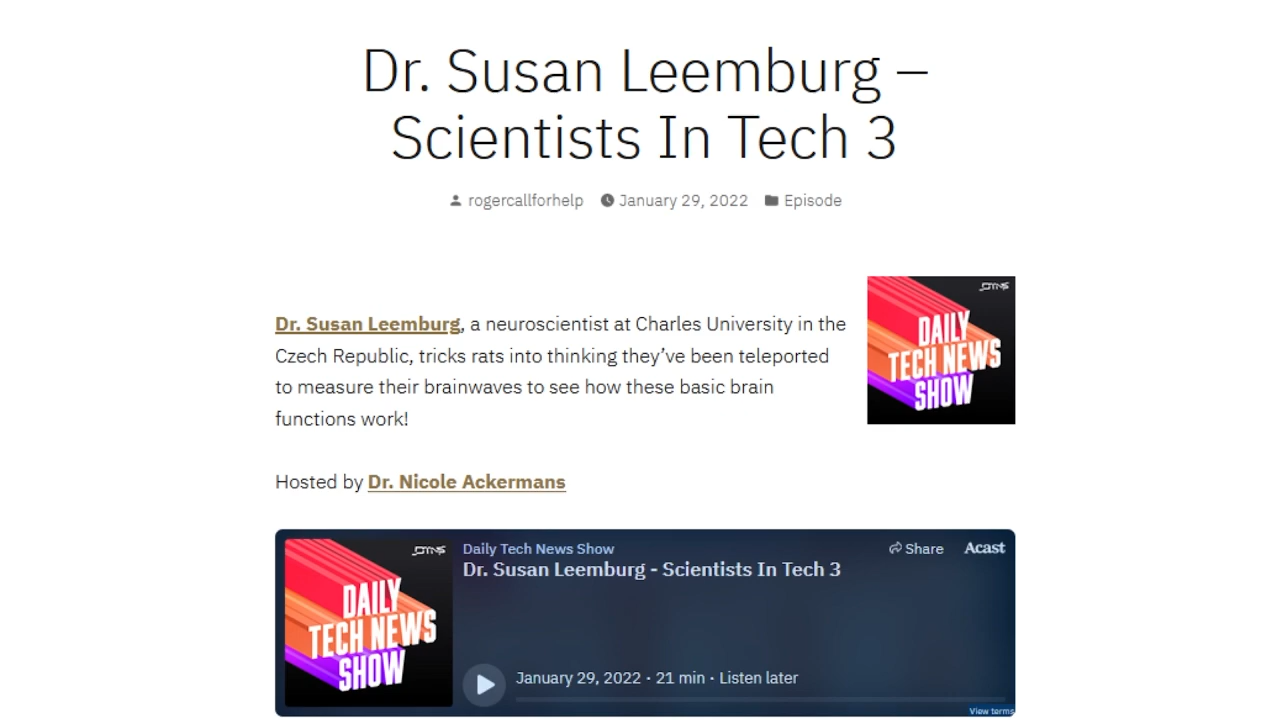 Dr. Susan Leemburg –
Scientists In Tech 3
rogercallforhelp January 29, 2022 Episode
DTNS
DAILY
TECH NEWS
SHOW
Dr. Susan Leemburg, a neuroscientist at Charles University in the
Czech Republic, tricks rats into thinking they’ve been teleported
to measure their brainwaves to see how these basic brain
functions work!
Hosted by Dr. Nicole Ackermans
DTNS
DAILY
TECH NEWS
SHOW
Daily Tech News Show
Share Acast
Dr. Susan Leemburg - Scientists In Tech 3
January 29, 2022 · 21 min · Listen later
View terms